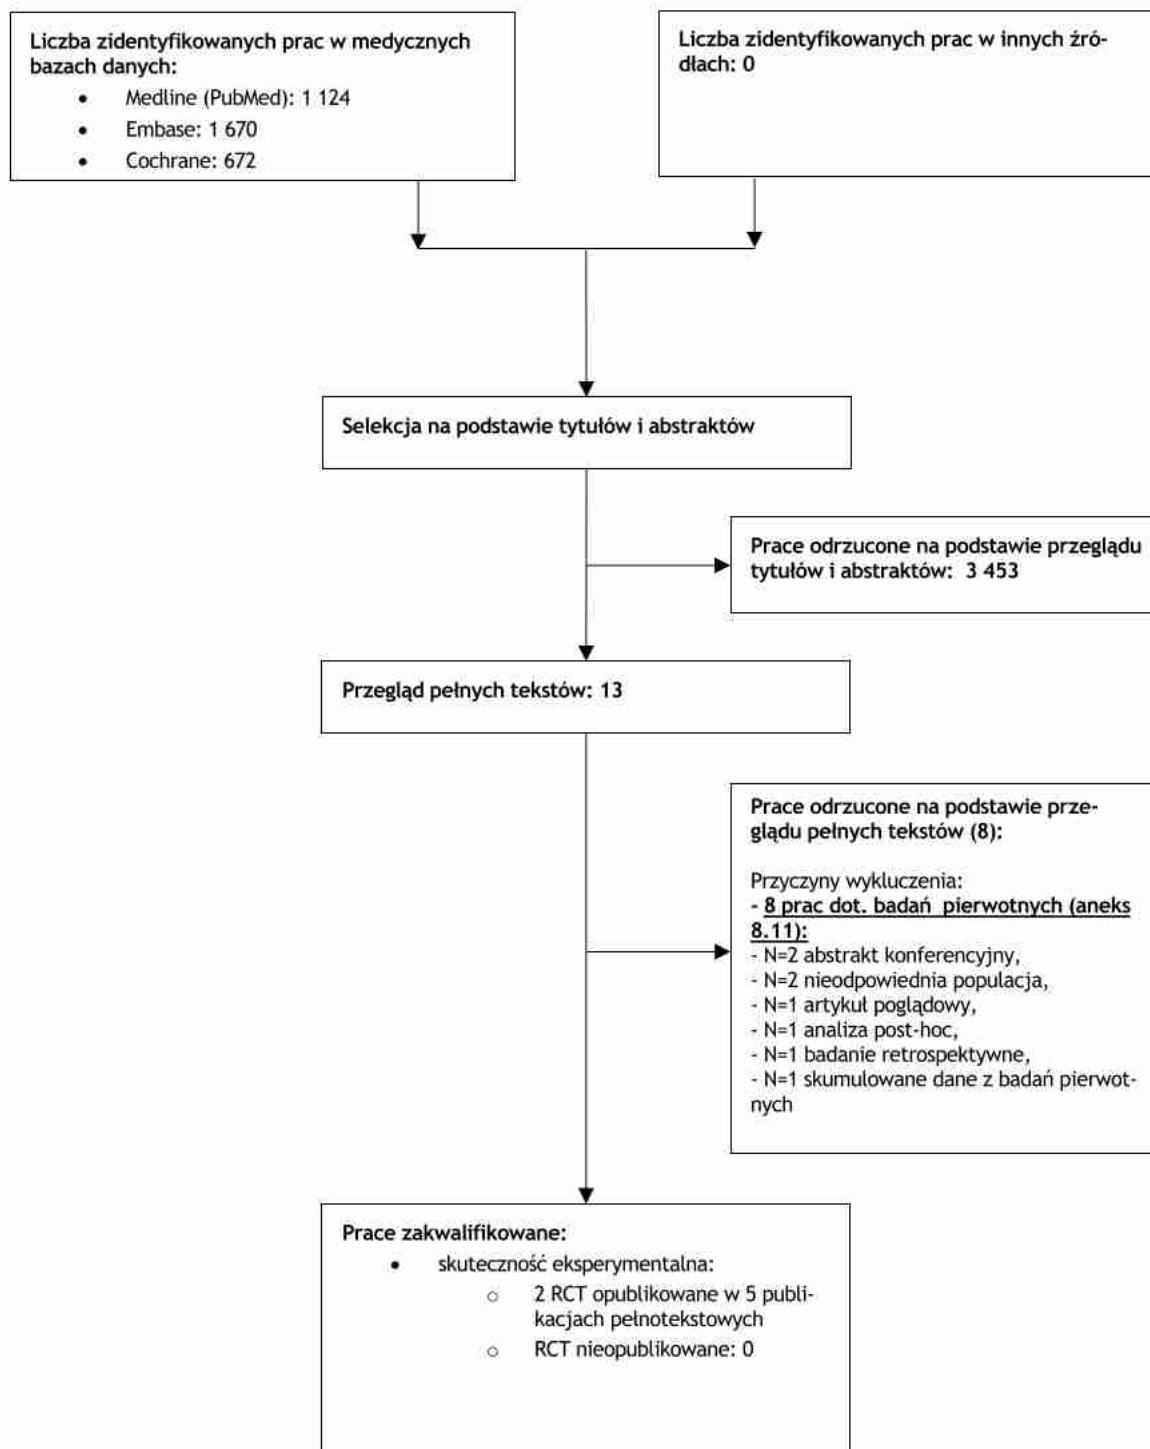 Liczba zidentyfikowanych prac w medycznych
bazach danych:
• Medline (PubMed): 1 124
• Embase: 1 670
• Cochrane: 672
Liczba zidentyfikowanych prac w innych źró-
dłach: 0
Selekcja na podstawie tytułów i abstraktów
Prace odrzucone na podstawie przeglądu
tytułów i abstraktów: 3 453
Przegląd pełnych tekstów: 13
Prace odrzucone na podstawie prze-
glądu pełnych tekstów (8):
Przyczyny wykluczenia:
- 8 prac dot. badań pierwotnych (aneks
8.11):
- N=2 abstrakt konferencyjny,
- N=2 nieodpowiednia populacja,
- N=1 artykuł poglądowy,
- N=1 analiza post-hoc,
- N=1 badanie retrospektywne,
- N=1 skumulowane dane z badań pierwot-
nych
Prace zakwalifikowane:
• skuteczność eksperymentalna:
o 2 RCT opublikowane w 5 publi-
kacjach pełnotekstowych
o RCT nieopublikowane: 0